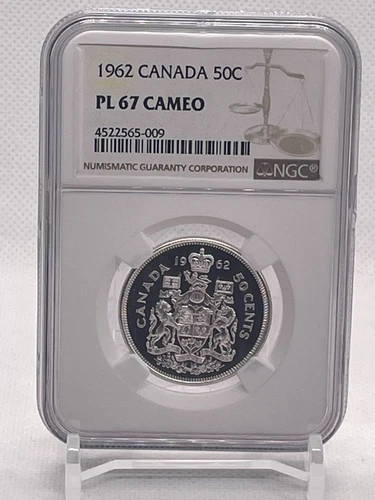 1962 CANADA 50C
PL 67 CAMEO
4522565-009
NUMISMATIC GUARANTY CORPORATION
NGC®
19 62
CANADA
50 CENTS